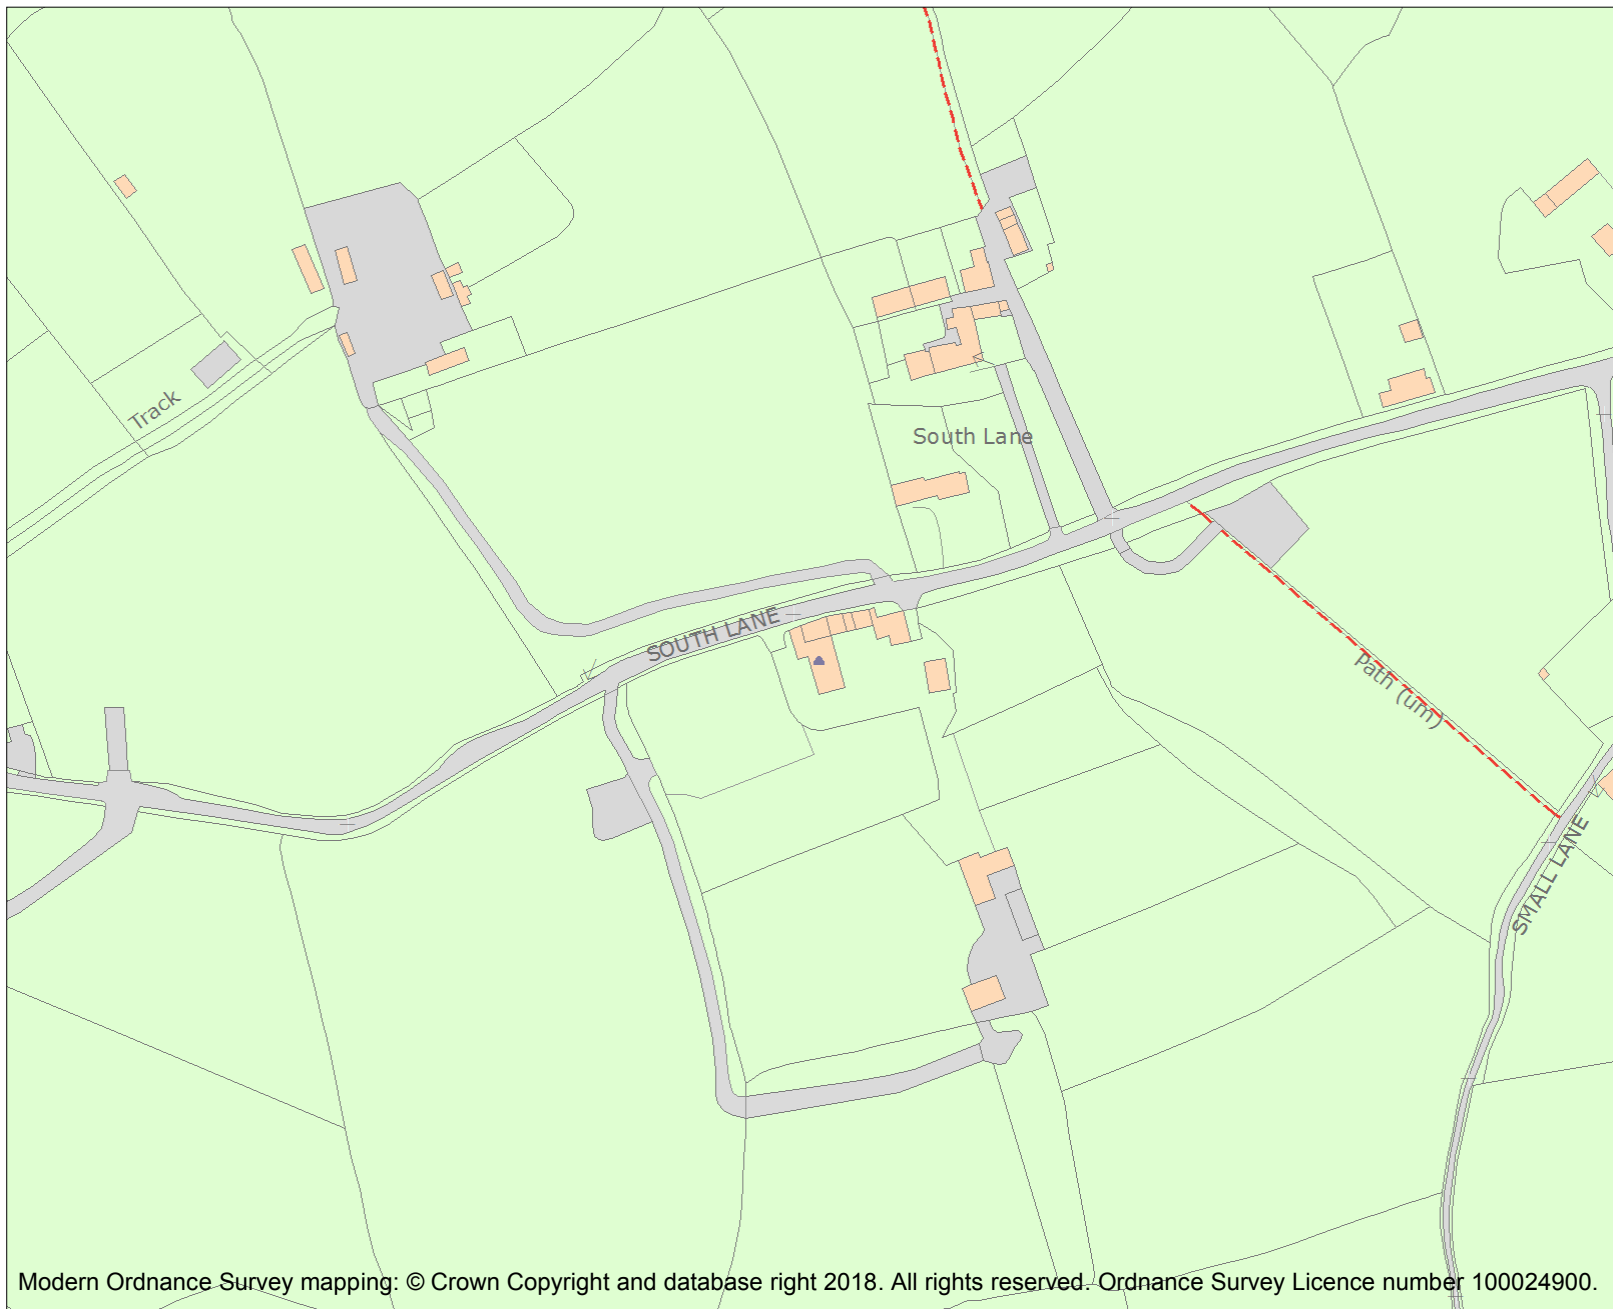 Track
South Lane
SOUTH LANE
Path (um)
SMALL LANE
Modern Ordnance Survey mapping: © Crown Copyright and database right 2018. All rights reserved. Ordnance Survey Licence number 100024900.